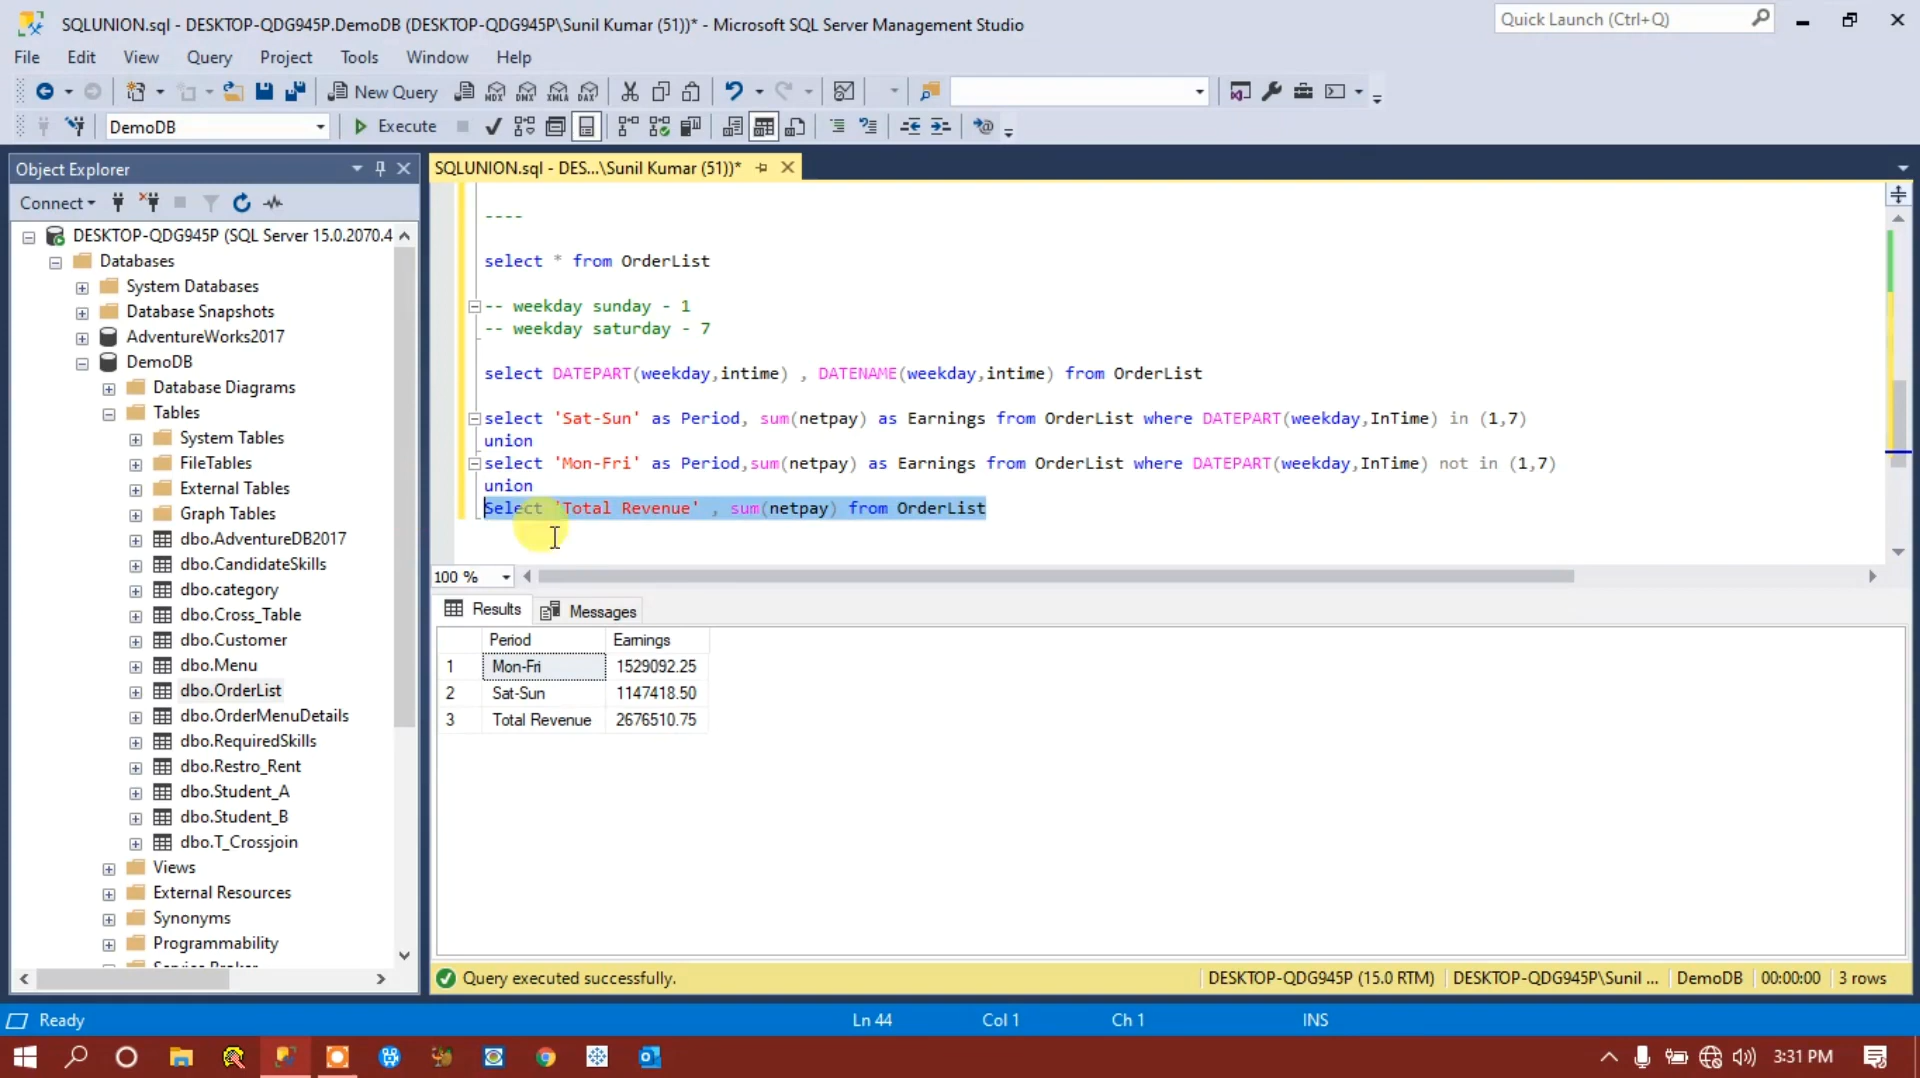 SQLUNION.sql - DESKTOP-QDG945P.DemoDB (DESKTOP-QDG945P\Sunil Kumar (51))* - Microsoft SQL Server Management Studio
Quick Launch (Ctrl+Q)
File Edit View Query Project Tools Window Help
New Query
MDX DMX XMLA DAX
DemoDB
Execute
Object Explorer
SQLUNION.sql - DES...\Sunil Kumar (51))*
Connect
DESKTOP-QDG945P (SQL Server 15.0.2070.4
Databases
System Databases
Database Snapshots
AdventureWorks2017
DemoDB
Database Diagrams
Tables
System Tables
FileTables
External Tables
Graph Tables
dbo.AdventureDB2017
dbo.CandidateSkills
dbo.category
dbo.Cross_Table
dbo.Customer
dbo.Menu
dbo.OrderList
dbo.OrderMenuDetails
dbo.RequiredSkills
dbo.Restro_Rent
dbo.Student_A
dbo.Student_B
dbo.T_Crossjoin
Views
External Resources
Synonyms
Programmability
Service Broker
----
select * from OrderList
-- weekday sunday - 1
-- weekday saturday - 7
select DATEPART(weekday,intime) , DATENAME(weekday,intime) from OrderList
select 'Sat-Sun' as Period, sum(netpay) as Earnings from OrderList where DATEPART(weekday,InTime) in (1,7)
union
select 'Mon-Fri' as Period,sum(netpay) as Earnings from OrderList where DATEPART(weekday,InTime) not in (1,7)
union
Select 'Total Revenue' , sum(netpay) from OrderList
100 %
Results Messages
Period Earnings
1 Mon-Fri 1529092.25
2 Sat-Sun 1147418.50
3 Total Revenue 2676510.75
Query executed successfully.
DESKTOP-QDG945P (15.0 RTM) DESKTOP-QDG945P\Sunil ... DemoDB 00:00:00 3 rows
Ready Ln 44 Col 1 Ch 1 INS
3:31 PM